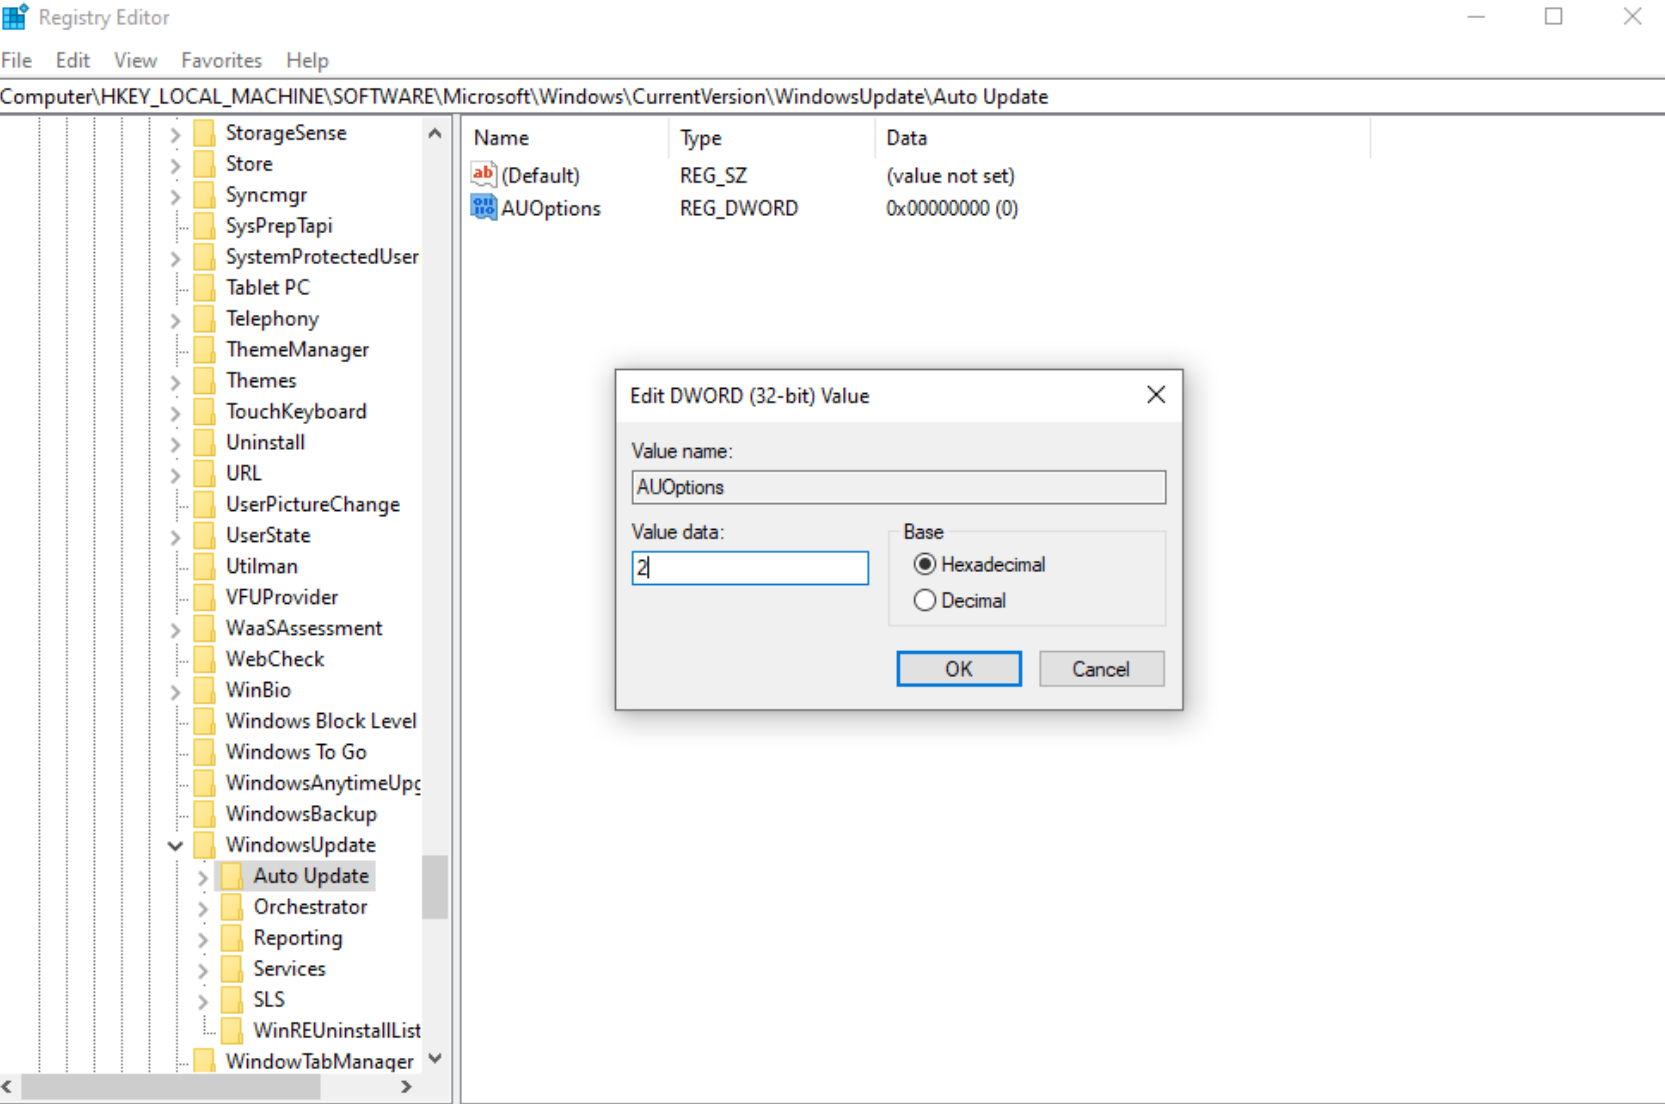 Registry Editor
File Edit View Favorites Help
Computer\HKEY_LOCAL_MACHINE\SOFTWARE\Microsoft\Windows\CurrentVersion\WindowsUpdate\Auto Update
StorageSense
Store
Syncmgr
SysPrepTapi
SystemProtectedUser
Tablet PC
Telephony
ThemeManager
Themes
TouchKeyboard
Uninstall
URL
UserPictureChange
UserState
Utilman
VFUProvider
WaaSAssessment
WebCheck
WinBio
Windows Block Level
Windows To Go
WindowsAnytimeUpg
WindowsBackup
WindowsUpdate
Auto Update
Orchestrator
Reporting
Services
SLS
WinREUninstallList
WindowTabManager
Name Type Data
ab (Default) REG_SZ (value not set)
AUOptions REG_DWORD 0x00000000 (0)
Edit DWORD (32-bit) Value
Value name:
AUOptions
Value data:
2
Base
Hexadecimal
Decimal
OK Cancel